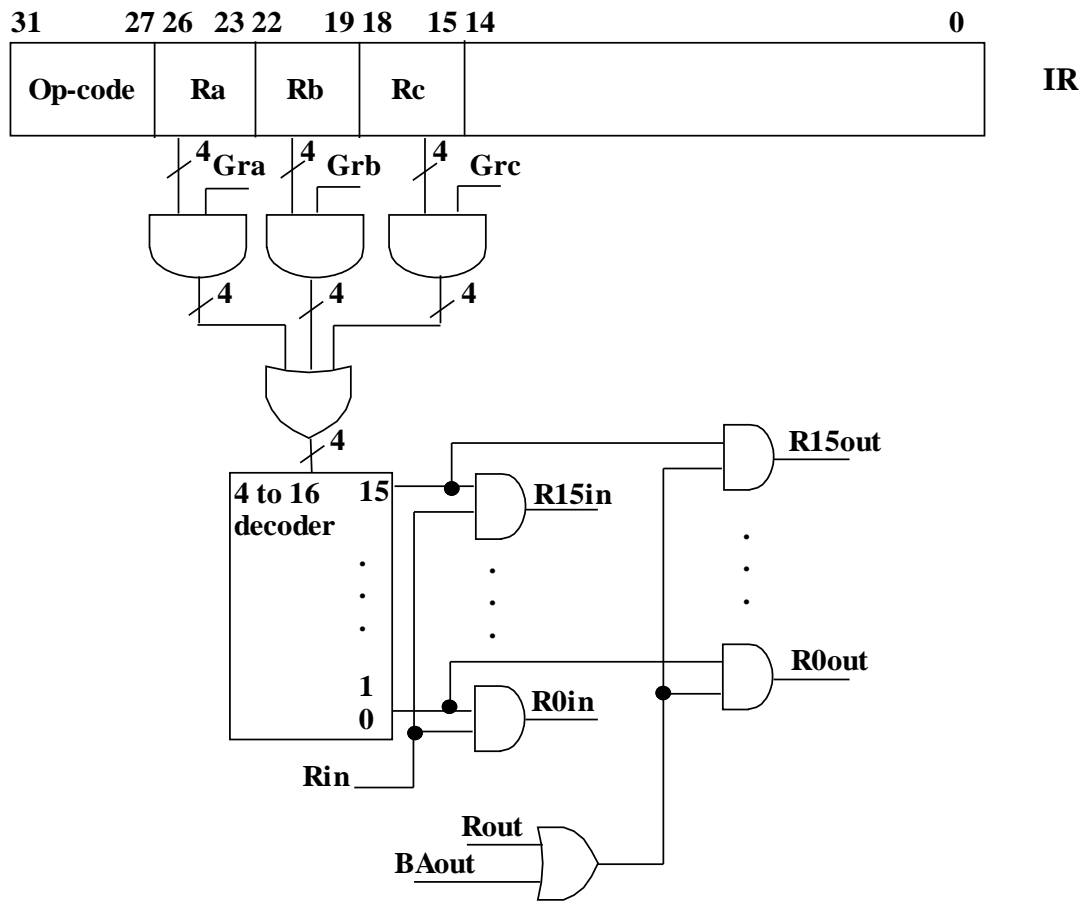 31 27 26 23 22 19 18 15 14 0
Op-code Ra Rb Rc IR
4 Gra 4 Grb 4 Grc
4 4 4
4
R15out
4 to 16 15 R15in
decoder
R0out
1
0 R0in
Rin
Rout
BAout